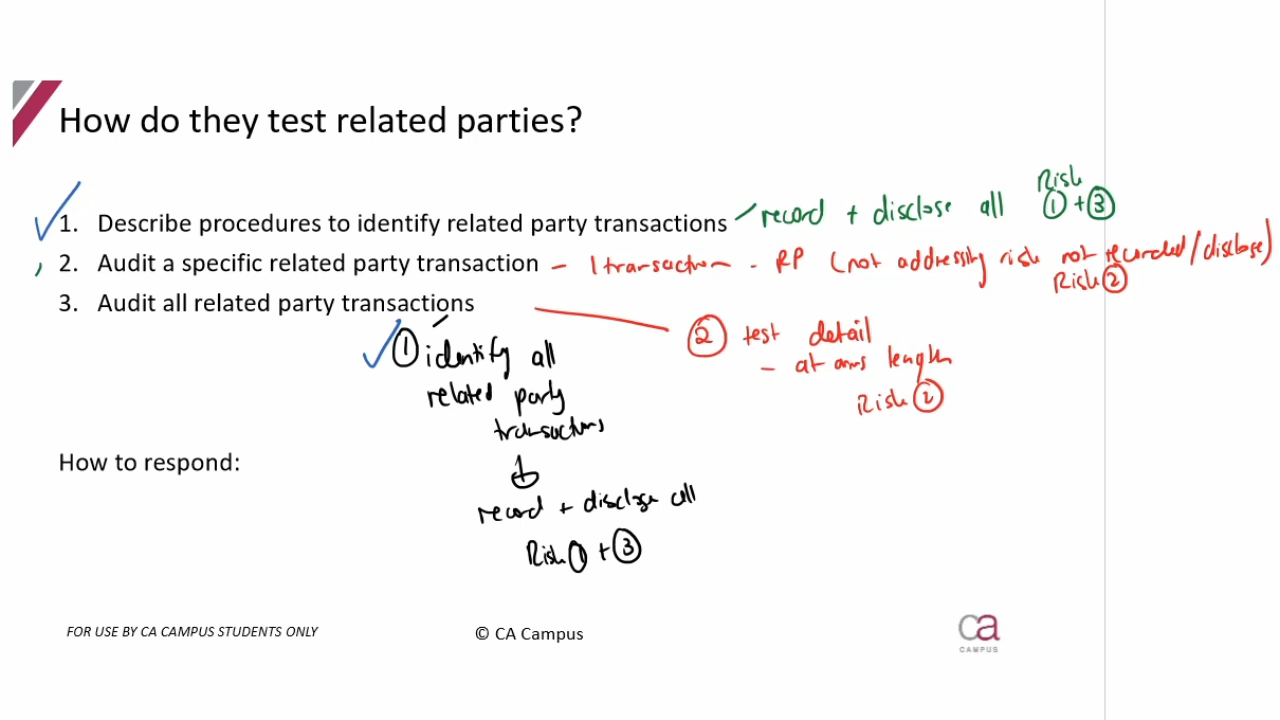 How do they test related parties?
1. Describe procedures to identify related party transactions
record + disclose all
Risk
① + ③
2. Audit a specific related party transaction
- 1 transaction - RP (not addressing risk not recorded/disclose)
Risk ②
3. Audit all related party transactions
① identify all
related party
transactions
record + disclose all
Risk ① + ③
② test detail
- at arms length
Risk ②
How to respond:
FOR USE BY CA CAMPUS STUDENTS ONLY
© CA Campus
ca
CAMPUS